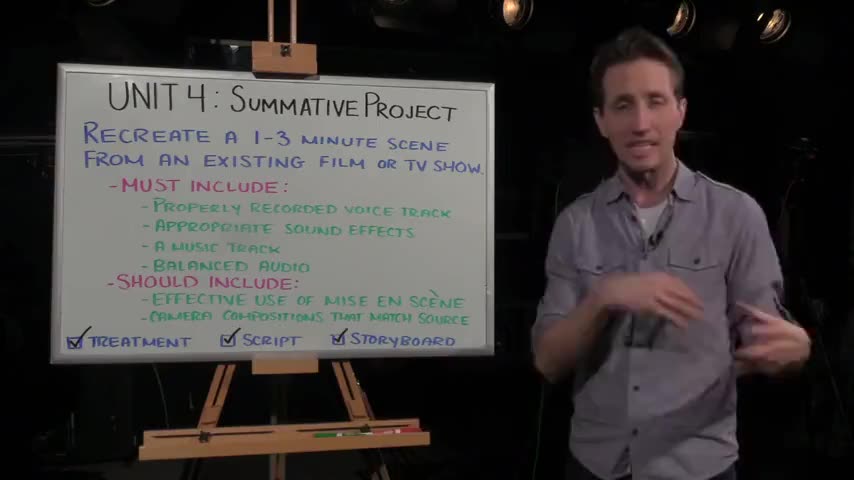 UNIT 4: SUMMATIVE PROJECT
RECREATE A 1-3 MINUTE SCENE
FROM AN EXISTING FILM OR TV SHOW.
- MUST INCLUDE:
- PROPERLY RECORDED VOICE TRACK
- APPROPRIATE SOUND EFFECTS
- A MUSIC TRACK
- BALANCED AUDIO
- SHOULD INCLUDE:
- EFFECTIVE USE OF MISE EN SCÈNE
- CAMERA COMPOSITIONS THAT MATCH SOURCE
TREATMENT SCRIPT STORYBOARD